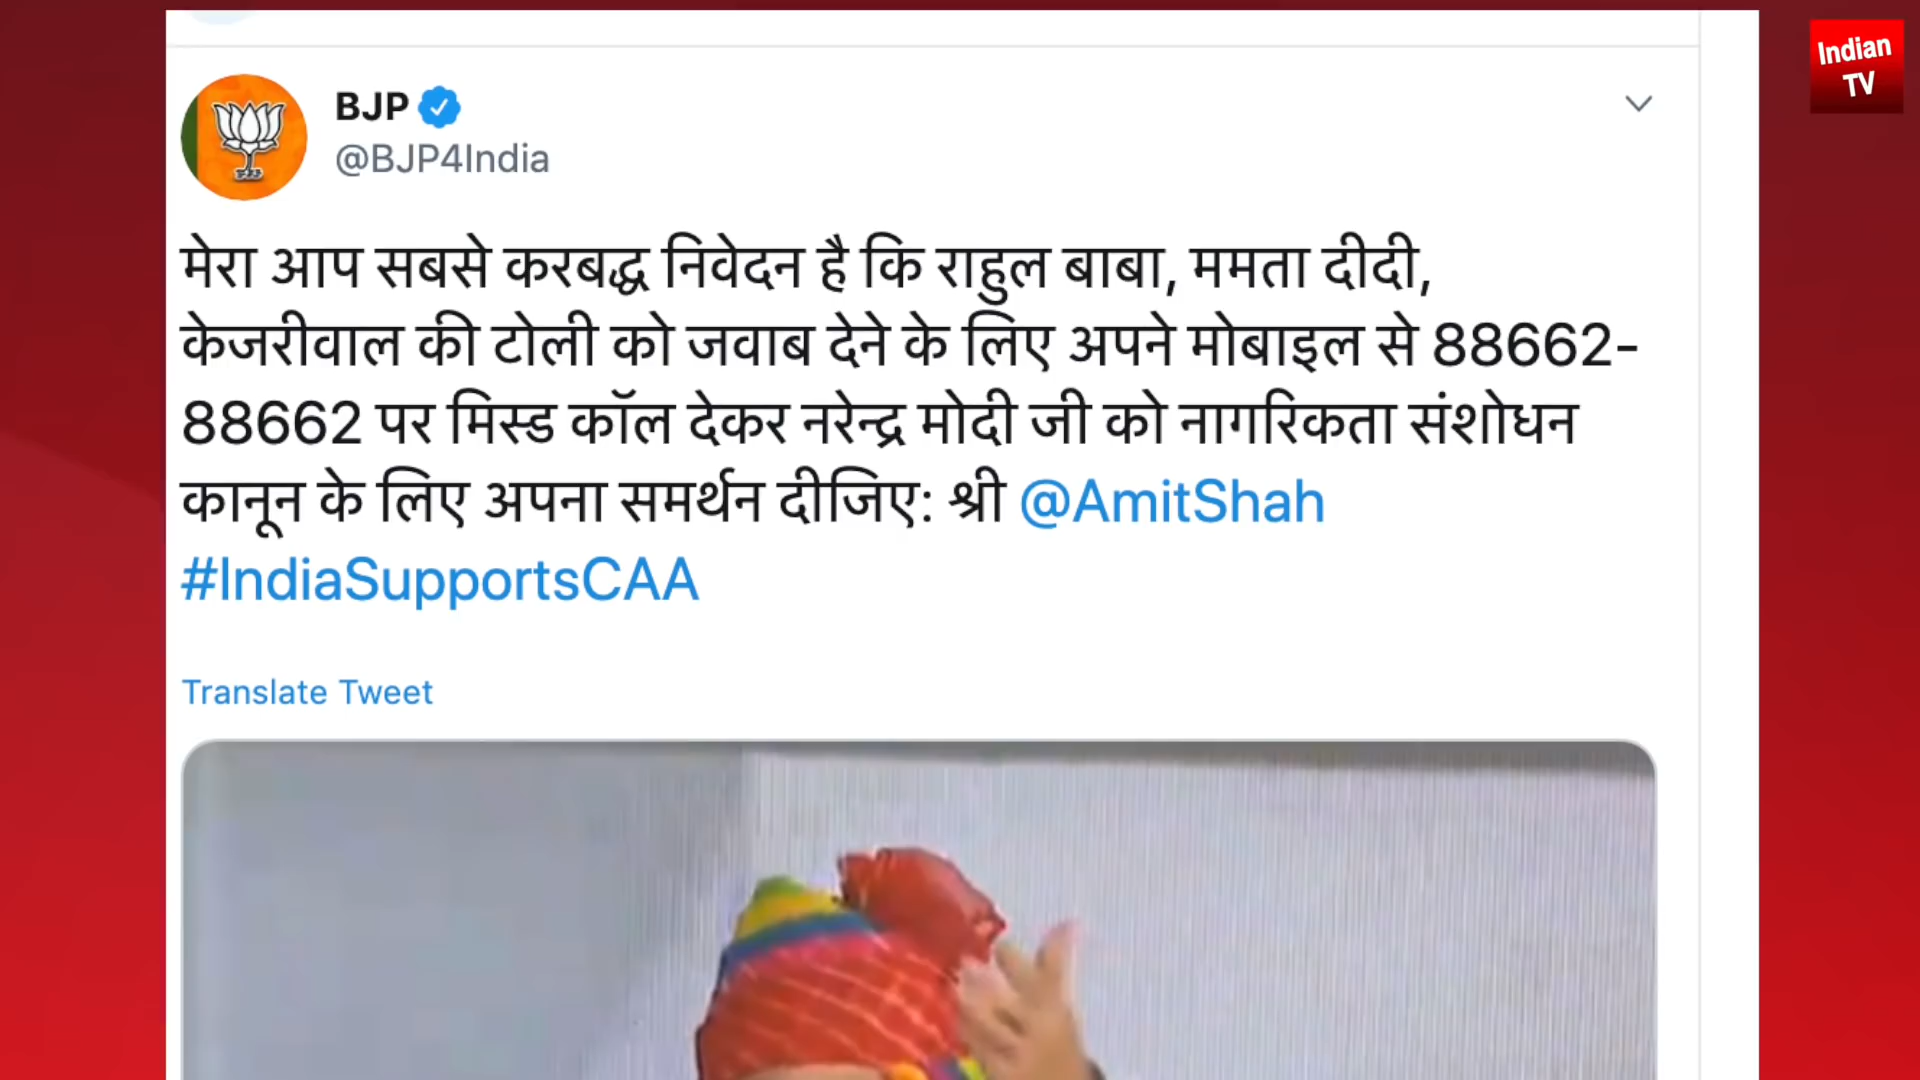 Indian
TV
BJP
@BJP4India
मेरा आप सबसे करबद्ध निवेदन है कि राहुल बाबा, ममता दीदी,
केजरीवाल की टोली को जवाब देने के लिए अपने मोबाइल से 88662-
88662 पर मिस्ड कॉल देकर नरेन्द्र मोदी जी को नागरिकता संशोधन
कानून के लिए अपना समर्थन दीजिए: श्री @AmitShah
#IndiaSupportsCAA
Translate Tweet